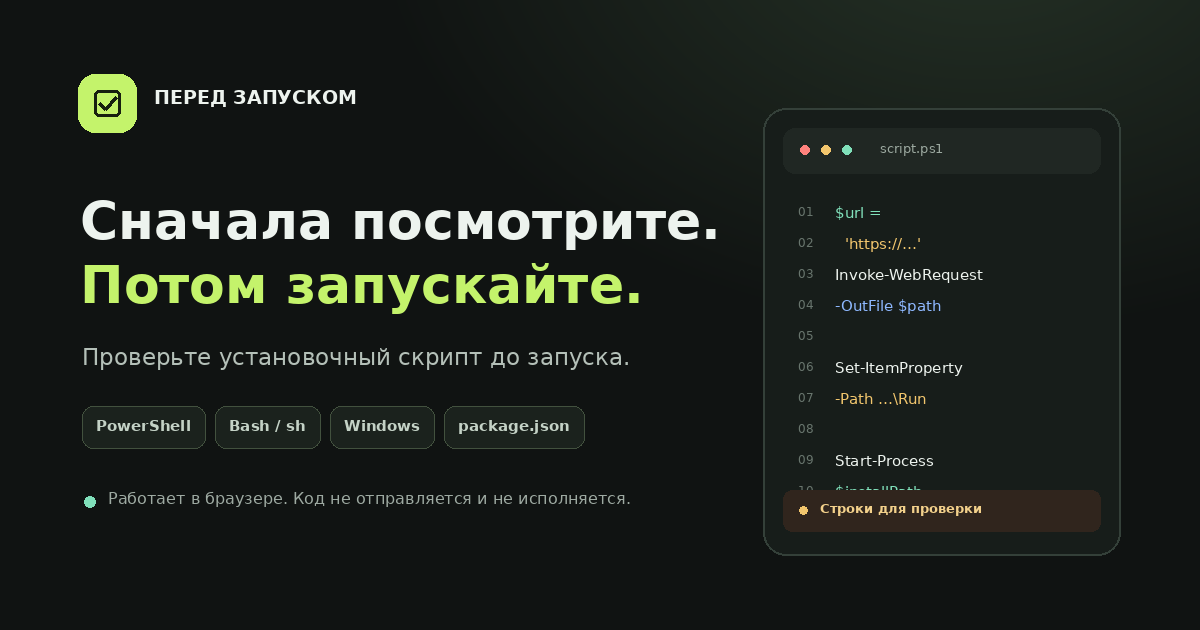 ПЕРЕД ЗАПУСКОМ
Сначала посмотрите.
Потом запускайте.
Проверьте установочный скрипт до запуска.
PowerShell
Bash / sh
Windows
package.json
Работает в браузере. Код не отправляется и не исполняется.
script.ps1
01 $url =
02 'https://...'
03 Invoke-WebRequest
04 -OutFile $path
05
06 Set-ItemProperty
07 -Path ...\Run
08
09 Start-Process
10 $installPath
Строки для проверки